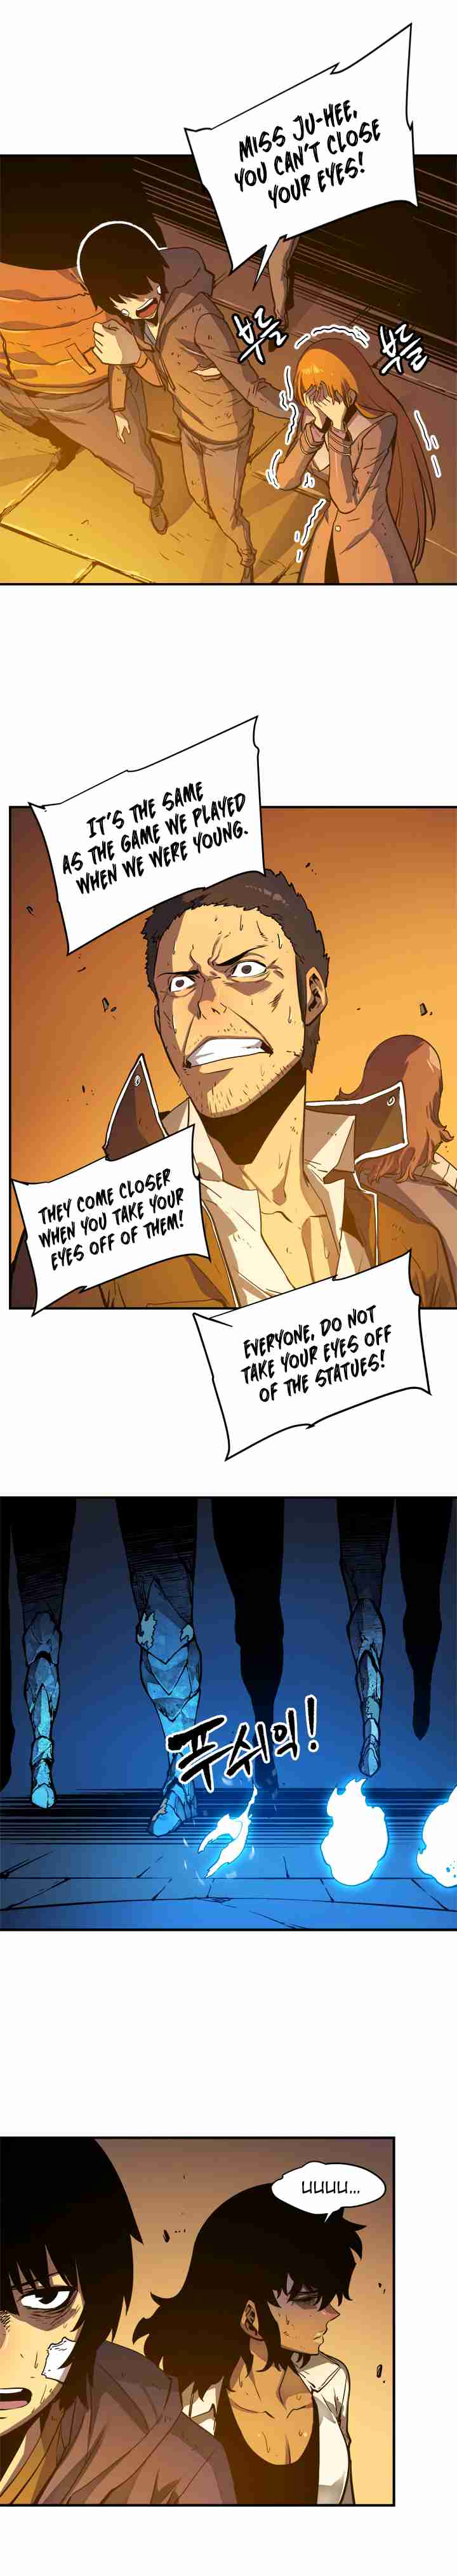 MISS JU-HEE,
YOU CAN'T CLOSE
YOUR EYES!
부들
부들
IT'S THE SAME
AS THE GAME WE PLAYED
WHEN WE WERE YOUNG.
THEY COME CLOSER
WHEN YOU TAKE YOUR
EYES OFF OF THEM!
EVERYONE, DO NOT
TAKE YOUR EYES OFF
OF THE STATUES!
푸쉬익!
UUUU...